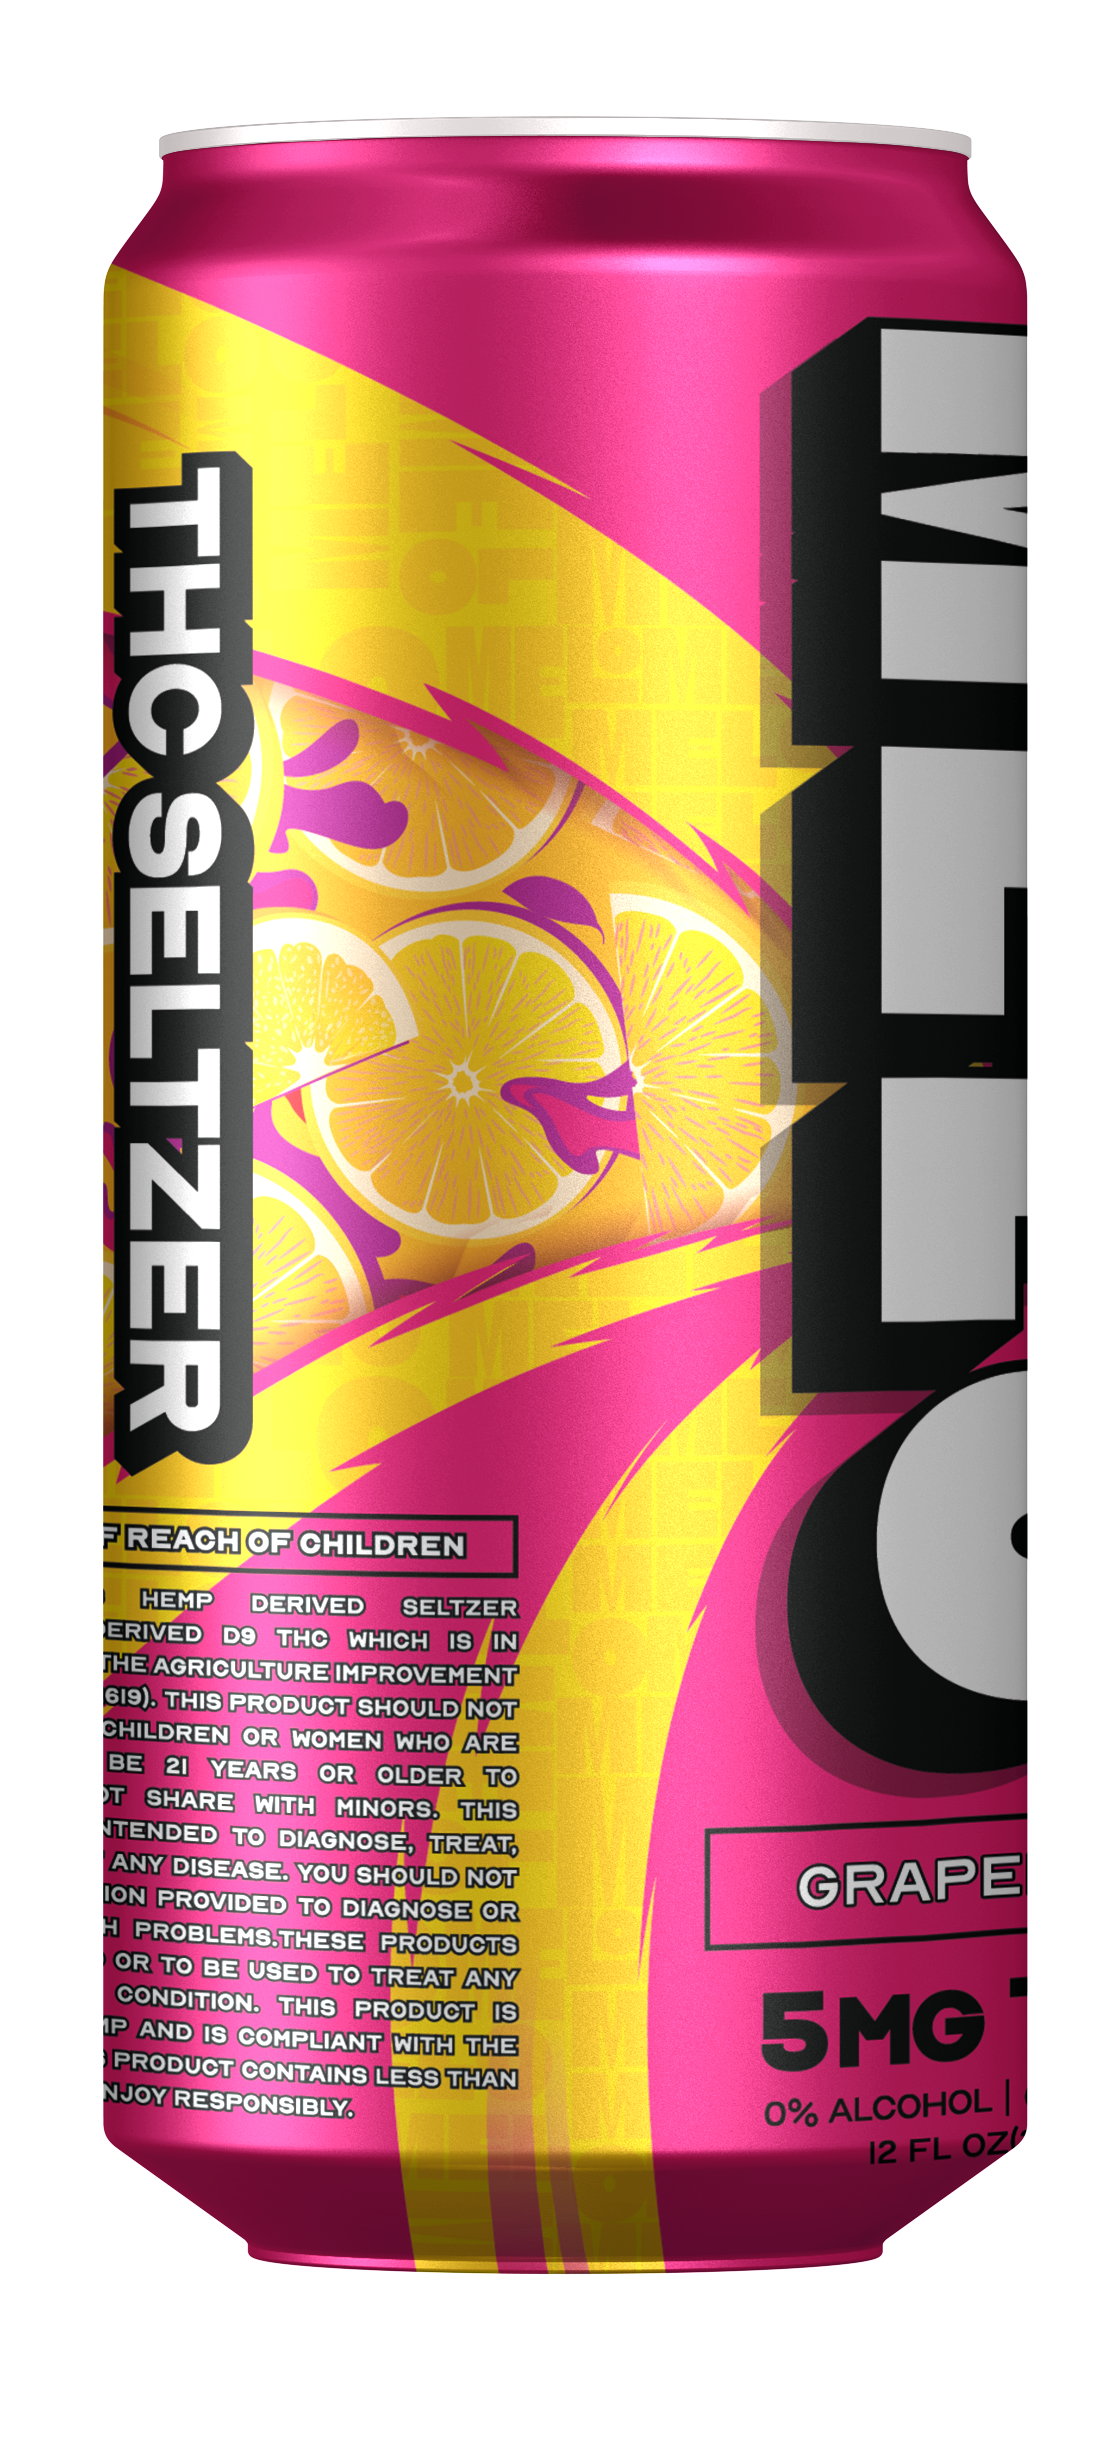 THC SELTZER
F REACH OF CHILDREN
HEMP DERIVED SELTZER
DERIVED D9 THC WHICH IS IN
THE AGRICULTURE IMPROVEMENT
619). THIS PRODUCT SHOULD NOT
CHILDREN OR WOMEN WHO ARE
BE 21 YEARS OR OLDER TO
OT SHARE WITH MINORS. THIS
NTENDED TO DIAGNOSE, TREAT,
ANY DISEASE. YOU SHOULD NOT
ION PROVIDED TO DIAGNOSE OR
H PROBLEMS.THESE PRODUCTS
OR TO BE USED TO TREAT ANY
CONDITION. THIS PRODUCT IS
MP AND IS COMPLIANT WITH THE
PRODUCT CONTAINS LESS THAN
NJOY RESPONSIBLY.
MELO
GRAPE
5MG T
0% ALCOHOL |
12 FL OZ(